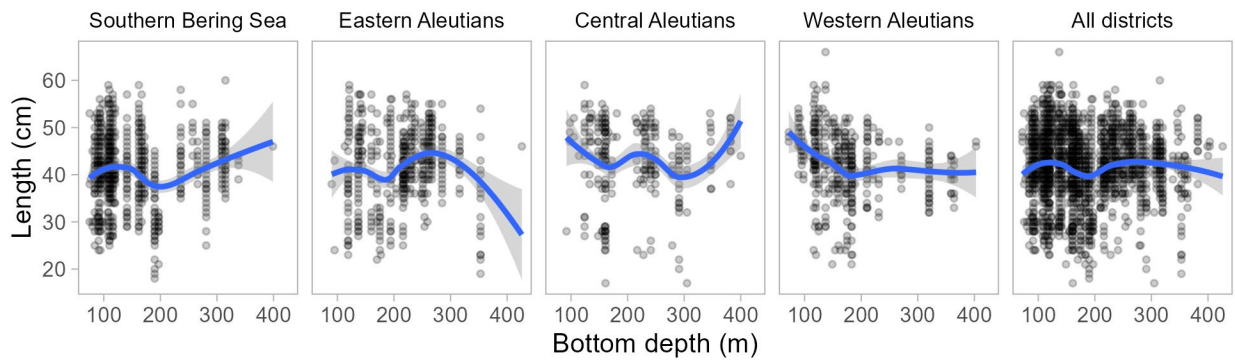 Southern Bering Sea Eastern Aleutians Central Aleutians Western Aleutians All districts
60
50
40
30
20
Length (cm)
100 200 300 400 100 200 300 400 100 200 300 400 100 200 300 400 100 200 300 400
Bottom depth (m)